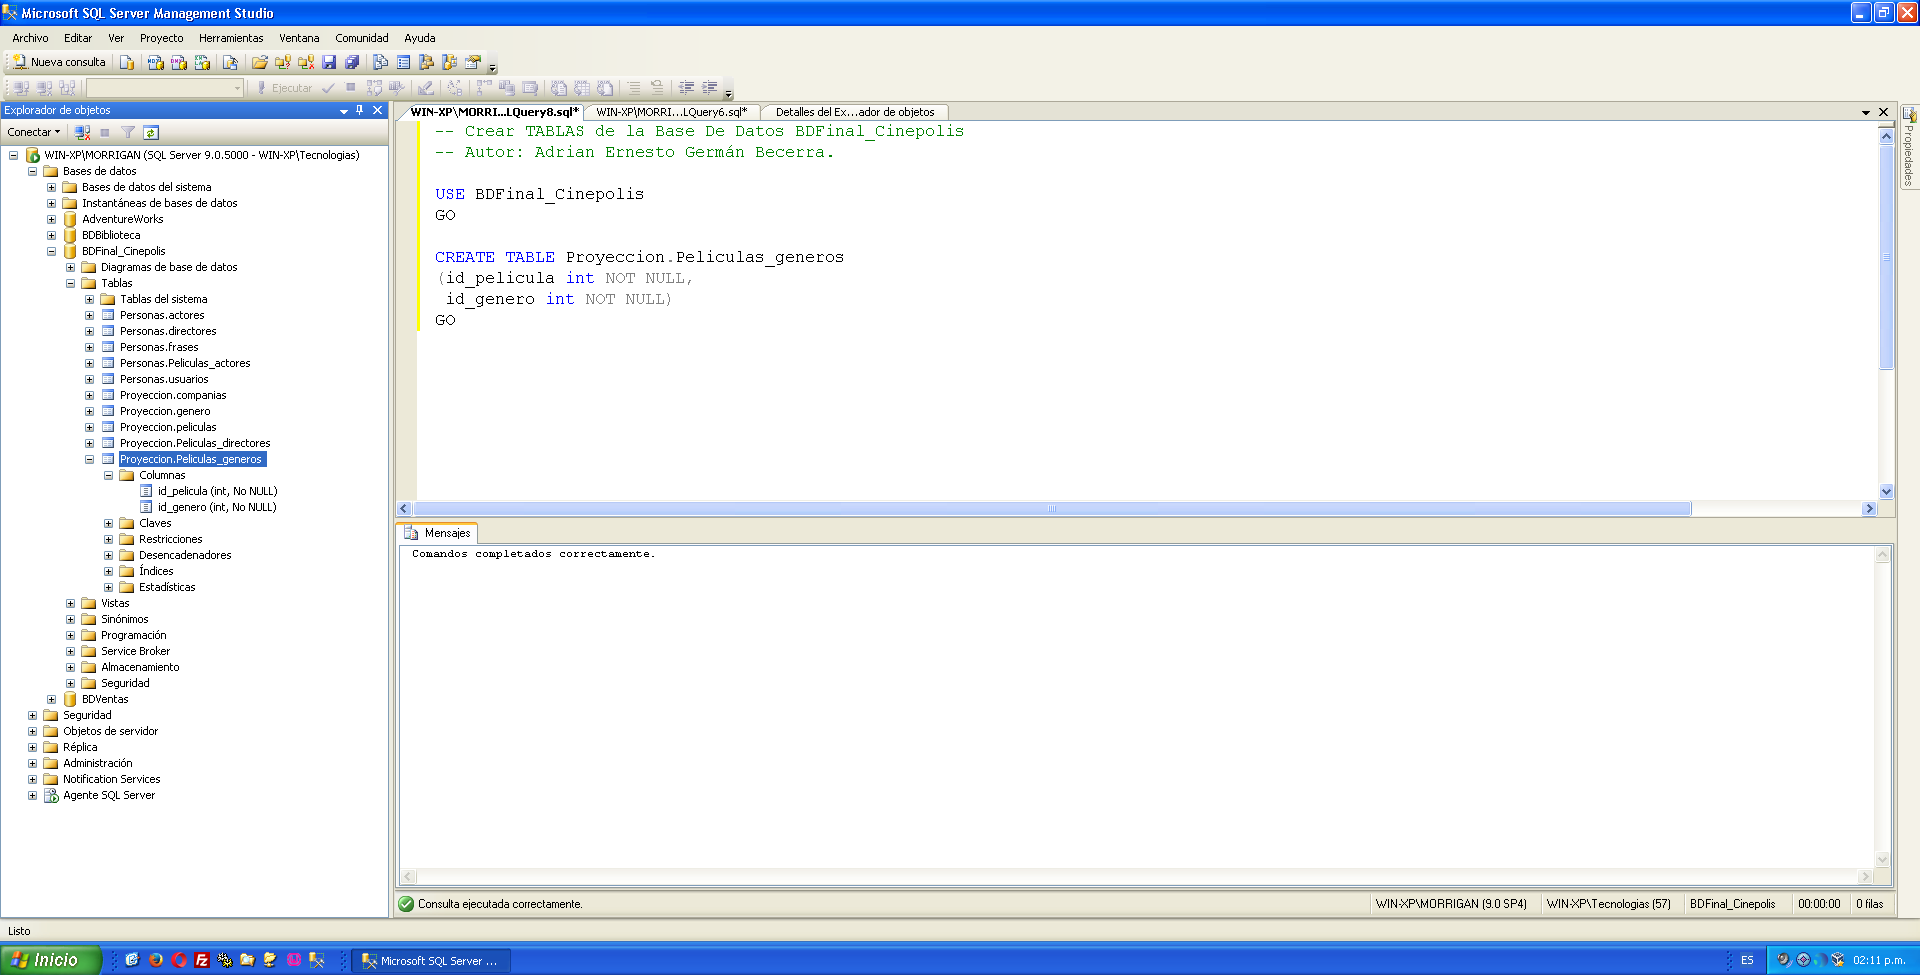 Microsoft SQL Server Management Studio
Archivo Editar Ver Proyecto Herramientas Ventana Comunidad Ayuda
Nueva consulta
Ejecutar
Explorador de objetos
Conectar
WIN-XP\MORRIGAN (SQL Server 9.0.5000 - WIN-XP\Tecnologias)
Bases de datos
Bases de datos del sistema
Instantáneas de bases de datos
AdventureWorks
BDBiblioteca
BDFinal_Cinepolis
Diagramas de base de datos
Tablas
Tablas del sistema
Personas.actores
Personas.directores
Personas.frases
Personas.Peliculas_actores
Personas.usuarios
Proyeccion.companias
Proyeccion.genero
Proyeccion.peliculas
Proyeccion.Peliculas_directores
Proyeccion.Peliculas_generos
Columnas
id_pelicula (int, No NULL)
id_genero (int, No NULL)
Claves
Restricciones
Desencadenadores
Índices
Estadísticas
Vistas
Sinónimos
Programación
Service Broker
Almacenamiento
Seguridad
BDVentas
Seguridad
Objetos de servidor
Réplica
Administración
Notification Services
Agente SQL Server
WIN-XP\MORRI...LQuery8.sql* WIN-XP\MORRI...LQuery6.sql* Detalles del Ex...ador de objetos
-- Crear TABLAS de la Base De Datos BDFinal_Cinepolis
-- Autor: Adrian Ernesto Germán Becerra.
USE BDFinal_Cinepolis
GO
CREATE TABLE Proyeccion.Peliculas_generos
(id_pelicula int NOT NULL,
id_genero int NOT NULL)
GO
Propiedades
Mensajes
Comandos completados correctamente.
Consulta ejecutada correctamente. WIN-XP\MORRIGAN (9.0 SP4) WIN-XP\Tecnologias (57) BDFinal_Cinepolis 00:00:00 0 filas
Listo
Inicio Microsoft SQL Server ... ES 02:11 p.m.